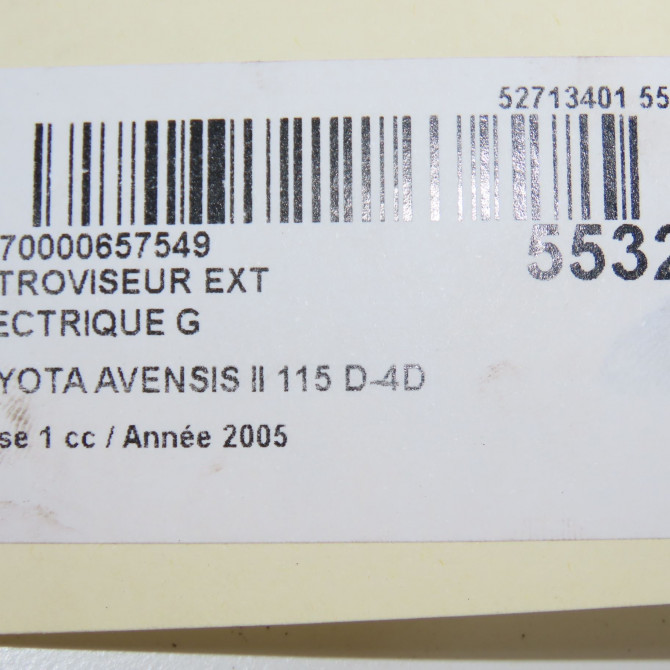 52713401 55
70000657549
5532
TROVISEUR EXT
ECTRIQUE G
YOTA AVENSIS II 115 D-4D
se 1 cc / Année 2005